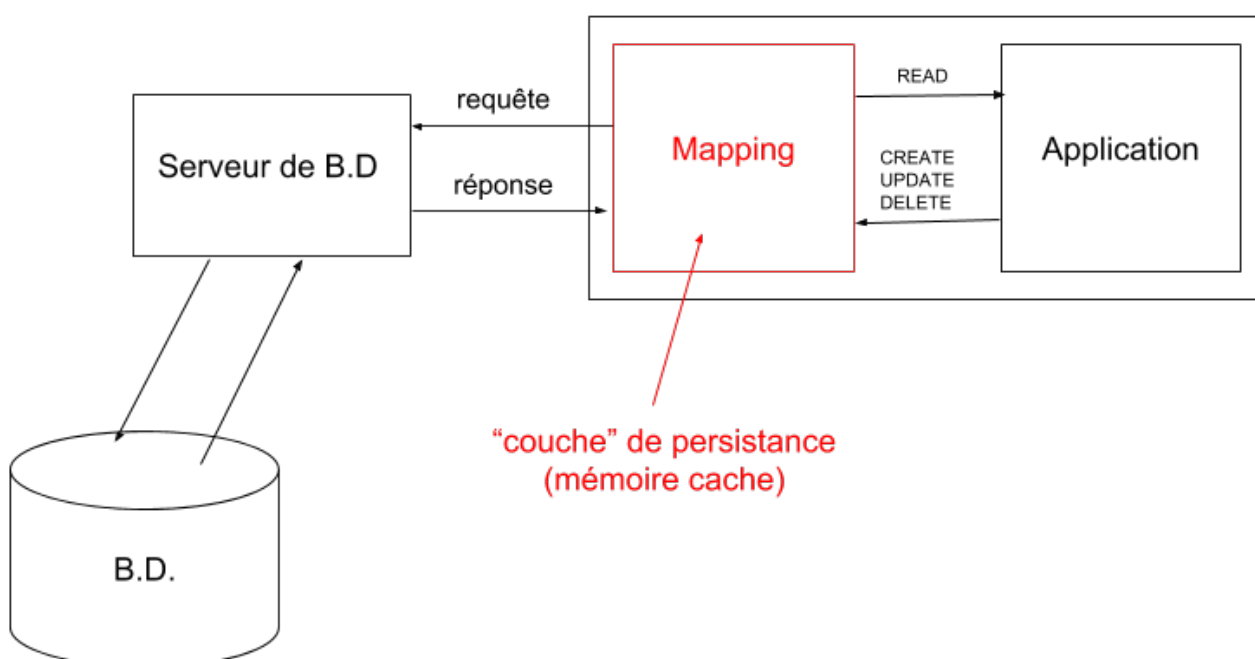 requête
Serveur de B.D
réponse
Mapping
READ
CREATE
UPDATE
DELETE
Application
“couche” de persistance
(mémoire cache)
B.D.